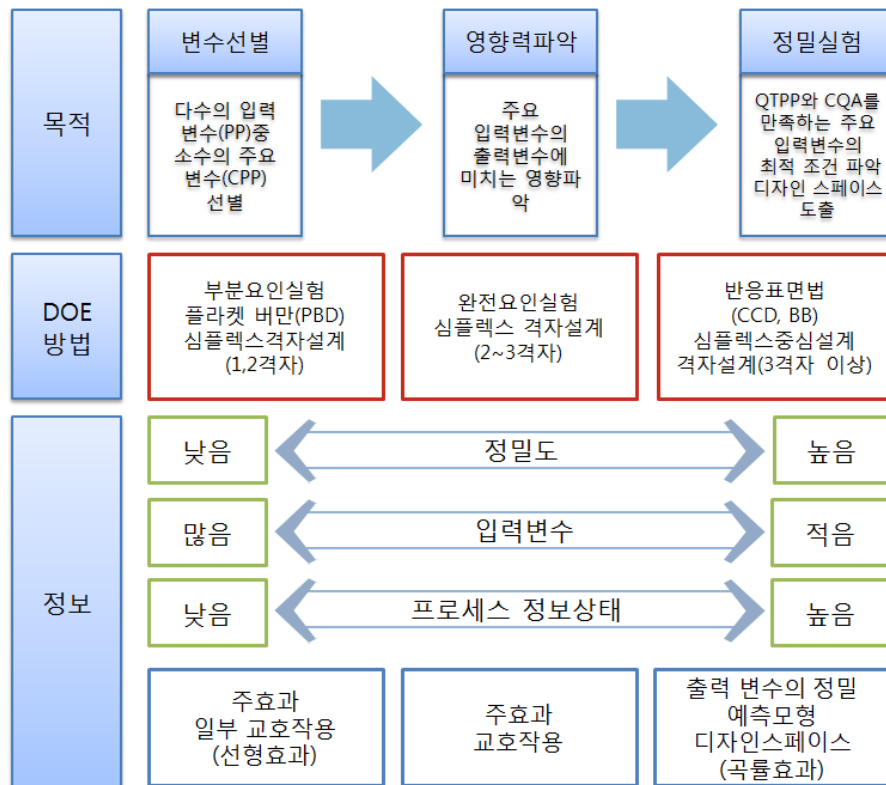 목적
변수선별
다수의 입력
변수(PP)중
소수의 주요
변수(CPP)
선별
영향력파악
주요
입력변수의
출력변수에
미치는 영향파
악
정밀실험
QTPP와 CQA를
만족하는 주요
입력변수의
최적 조건 파악
디자인 스페이스
도출
DOE
방법
부분요인실험
플라켓 버만(PBD)
심플렉스격자설계
(1,2격자)
완전요인실험
심플렉스 격자설계
(2~3격자)
반응표면법
(CCD, BB)
심플렉스중심설계
격자설계(3격자 이상)
정보
낮음
정밀도
높음
많음
입력변수
적음
낮음
프로세스 정보상태
높음
주효과
일부 교호작용
(선형효과)
주효과
교호작용
출력 변수의 정밀
예측모형
디자인스페이스
(곡률효과)